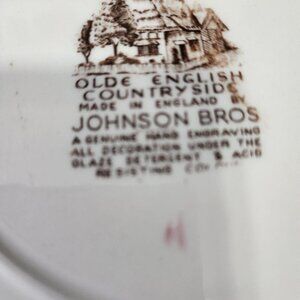 OLDE ENGLISH
COUNTRYSIDE
MADE IN ENGLAND BY
JOHNSON BROS
A GENUINE HAND ENGRAVING
ALL DECORATION UNDER THE
GLAZE DETERGENT & ACID
RESISTING